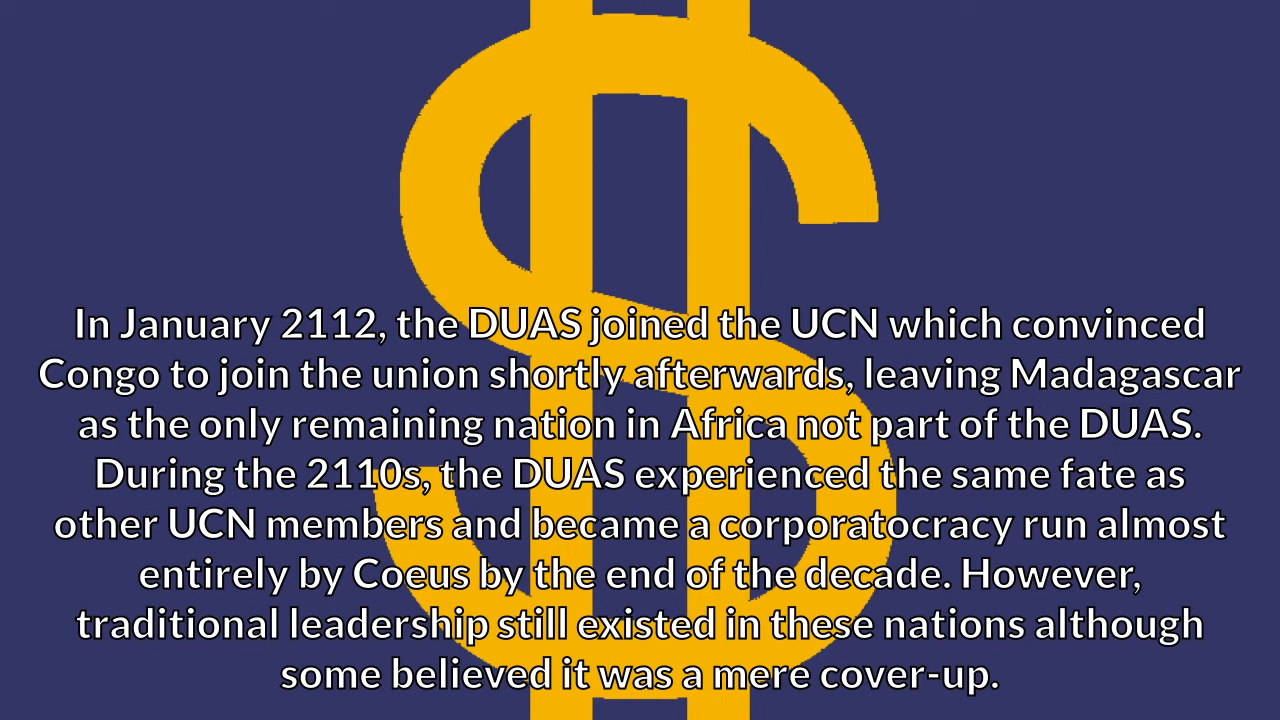 In January 2112, the DUAS joined the UCN which convinced
Congo to join the union shortly afterwards, leaving Madagascar
as the only remaining nation in Africa not part of the DUAS.
During the 2110s, the DUAS experienced the same fate as
other UCN members and became a corporatocracy run almost
entirely by Coeus by the end of the decade. However,
traditional leadership still existed in these nations although
some believed it was a mere cover-up.